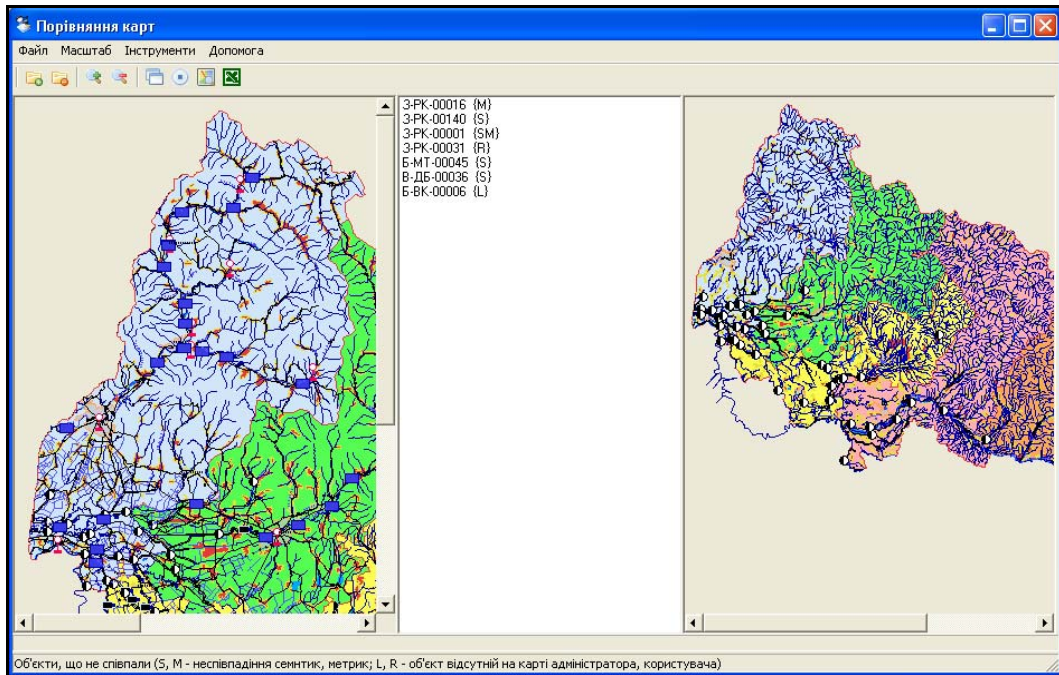 Порівняння карт
Файл Масштаб Інструменти Допомога
З-РК-00016 {M}
З-РК-00140 {S}
З-РК-00001 {SM}
З-РК-00031 {R}
Б-МТ-00045 {S}
В-ДБ-00036 {S}
Б-ВК-00006 {L}
Об'єкти, що не співпали (S, M - неспівпадіння семнтик, метрик; L, R - об'єкт відсутній на карті адміністратора, користувача)